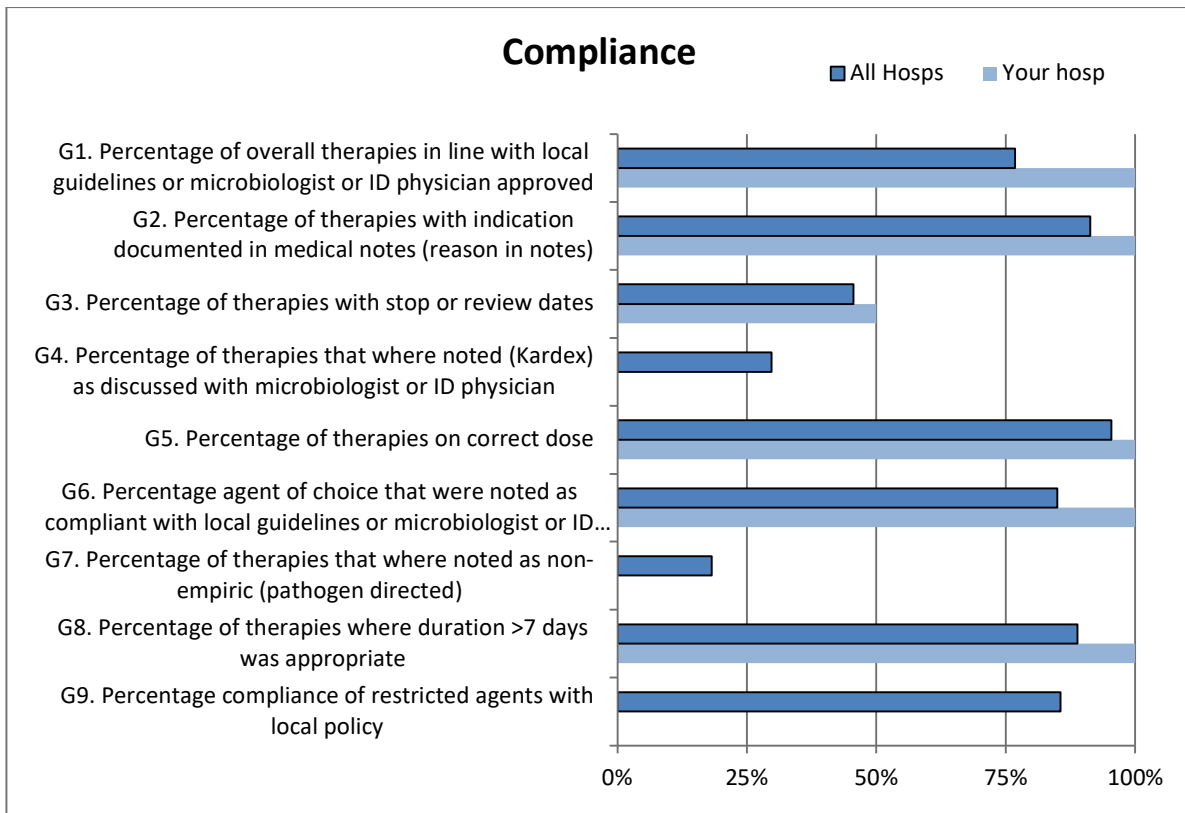 Compliance
All Hosps
Your hosp
G1. Percentage of overall therapies in line with local
guidelines or microbiologist or ID physician approved
G2. Percentage of therapies with indication
documented in medical notes (reason in notes)
G3. Percentage of therapies with stop or review dates
G4. Percentage of therapies that where noted (Kardex)
as discussed with microbiologist or ID physician
G5. Percentage of therapies on correct dose
G6. Percentage agent of choice that were noted as
compliant with local guidelines or microbiologist or ID...
G7. Percentage of therapies that where noted as non-
empiric (pathogen directed)
G8. Percentage of therapies where duration >7 days
was appropriate
G9. Percentage compliance of restricted agents with
local policy
0% 25% 50% 75% 100%